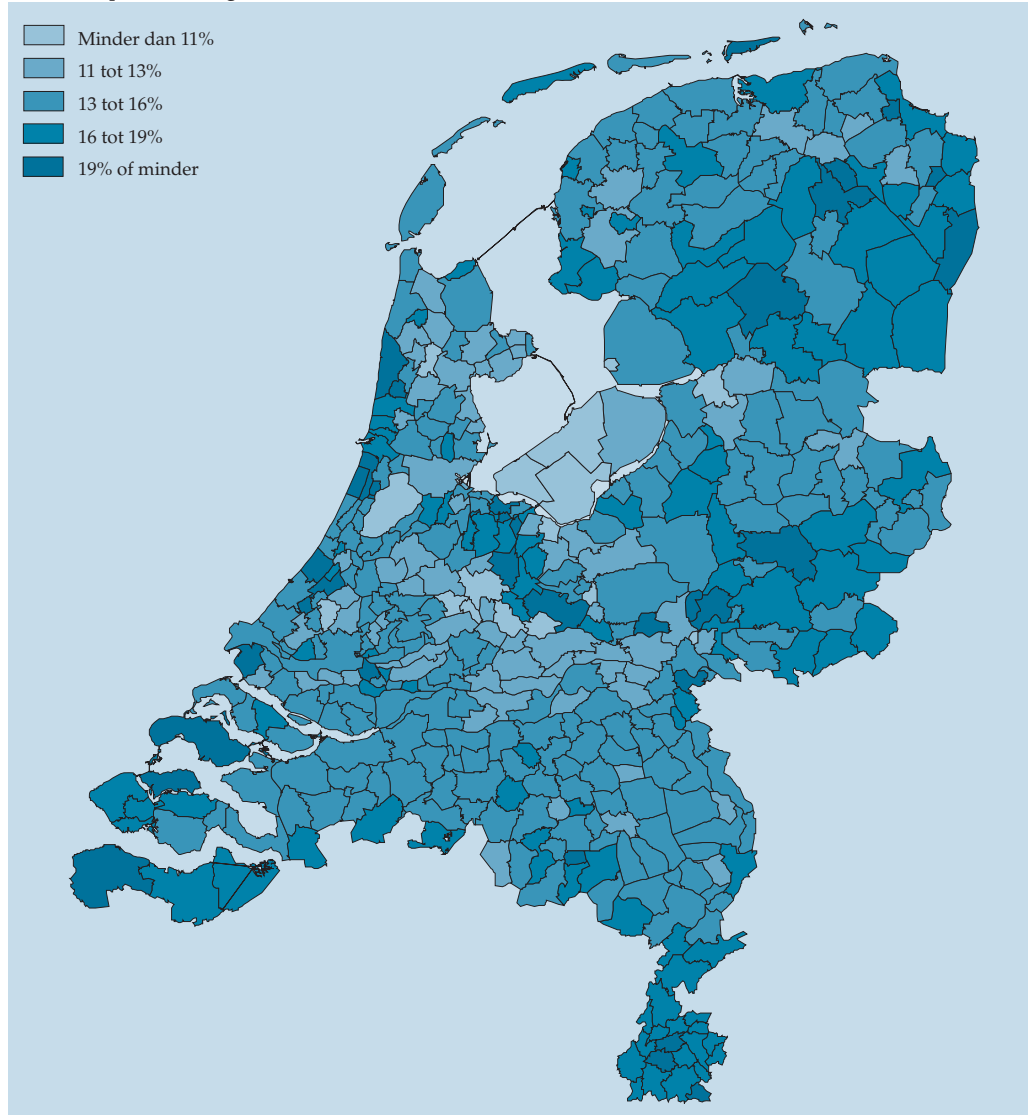 Minder dan 11%
11 tot 13%
13 tot 16%
16 tot 19%
19% of minder